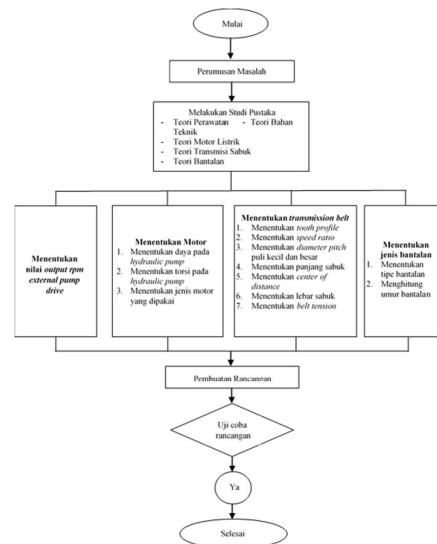 Mulai
Perumusan Masalah
Melakukan Studi Pustaka
- Teori Perawatan - Teori Bahan
Teknik
- Teori Motor Listrik
- Teori Transmisi Sabuk
- Teori Bantalan
Menentukan
nilai output rpm
external pump
drive
Menentukan Motor
1. Menentukan daya pada
hydraulic pump
2. Menentukan torsi pada
hydraulic pump
3. Menentukan jenis motor
yang dipakai
Menentukan transmission belt
1. Menentukan tooth profile
2. Menentukan speed ratio
3. Menentukan diameter pitch
puli kecil dan besar
4. Menentukan panjang sabuk
5. Menentukan center of
distance
6. Menentukan lebar sabuk
7. Menentukan belt tension
Menentukan
jenis bantalan
1. Menentukan
tipe bantalan
2. Menghitung
umur bantalan
Pembuatan Rancangan
Uji coba
rancangan
Ya
Selesai